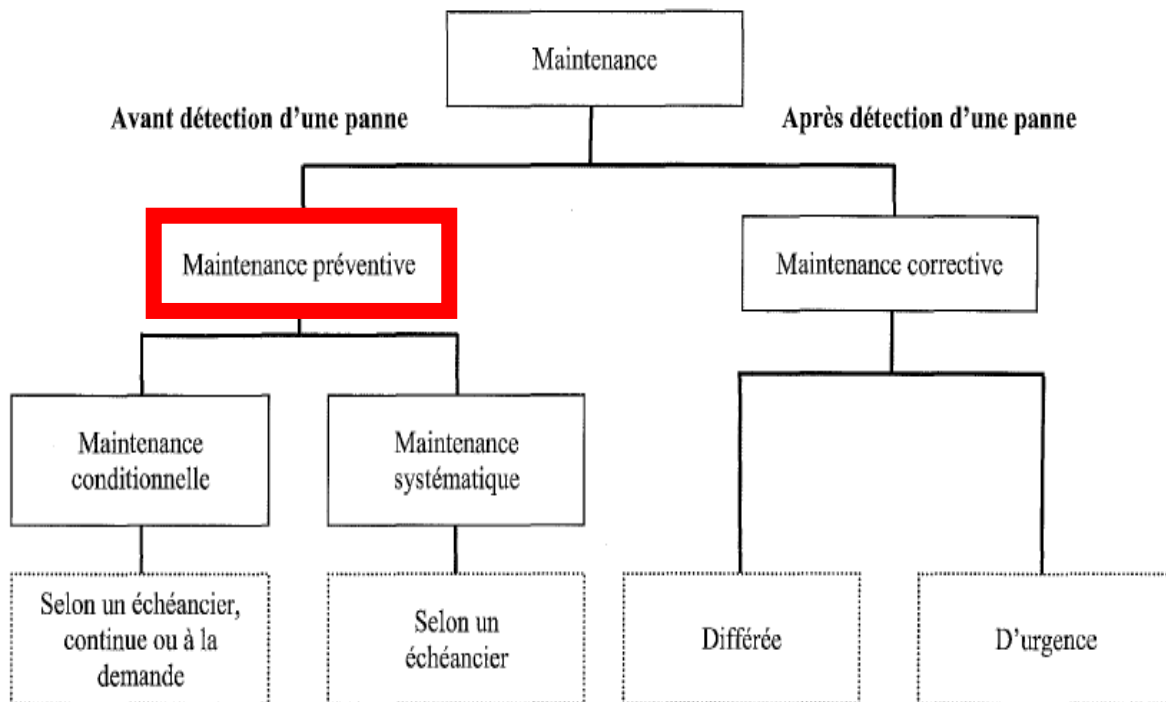 Maintenance
Avant détection d'une panne
Après détection d'une panne
Maintenance préventive
Maintenance corrective
Maintenance
conditionnelle
Maintenance
systématique
Selon un échéancier,
continue ou à la
demande
Selon un
échéancier
Différée
D'urgence